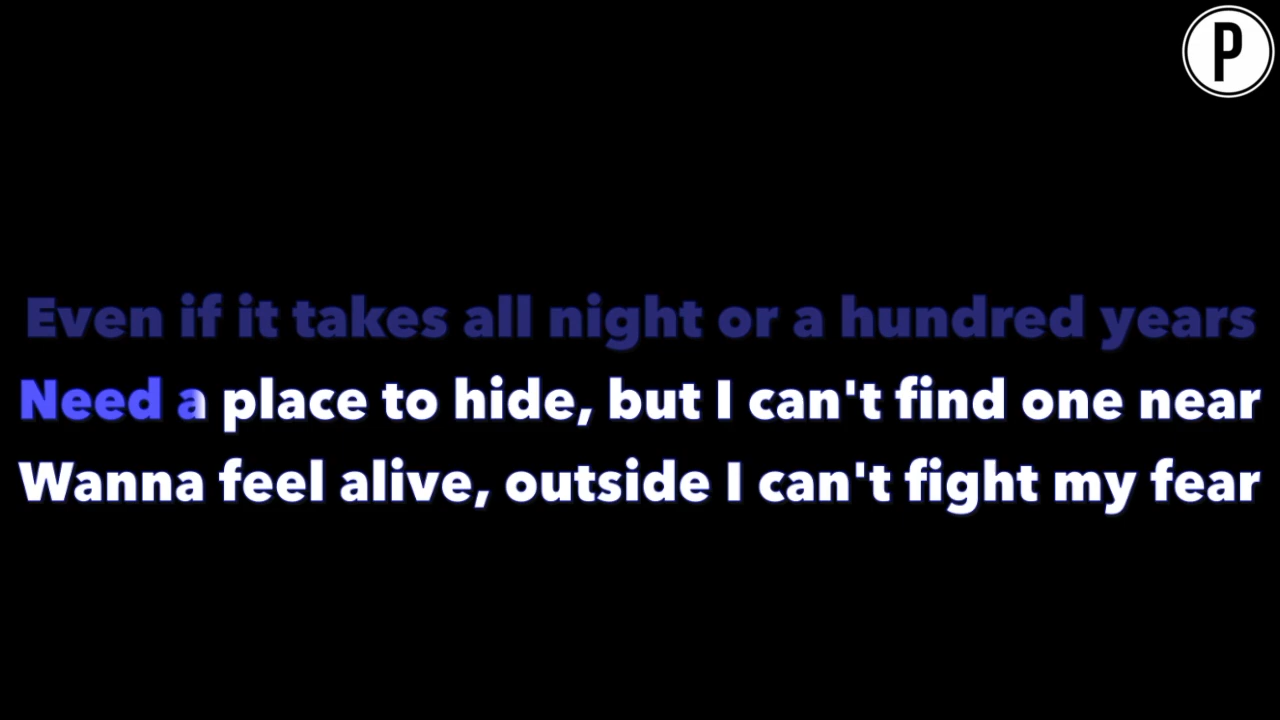 P
Even if it takes all night or a hundred years
Need a place to hide, but I can't find one near
Wanna feel alive, outside I can't fight my fear